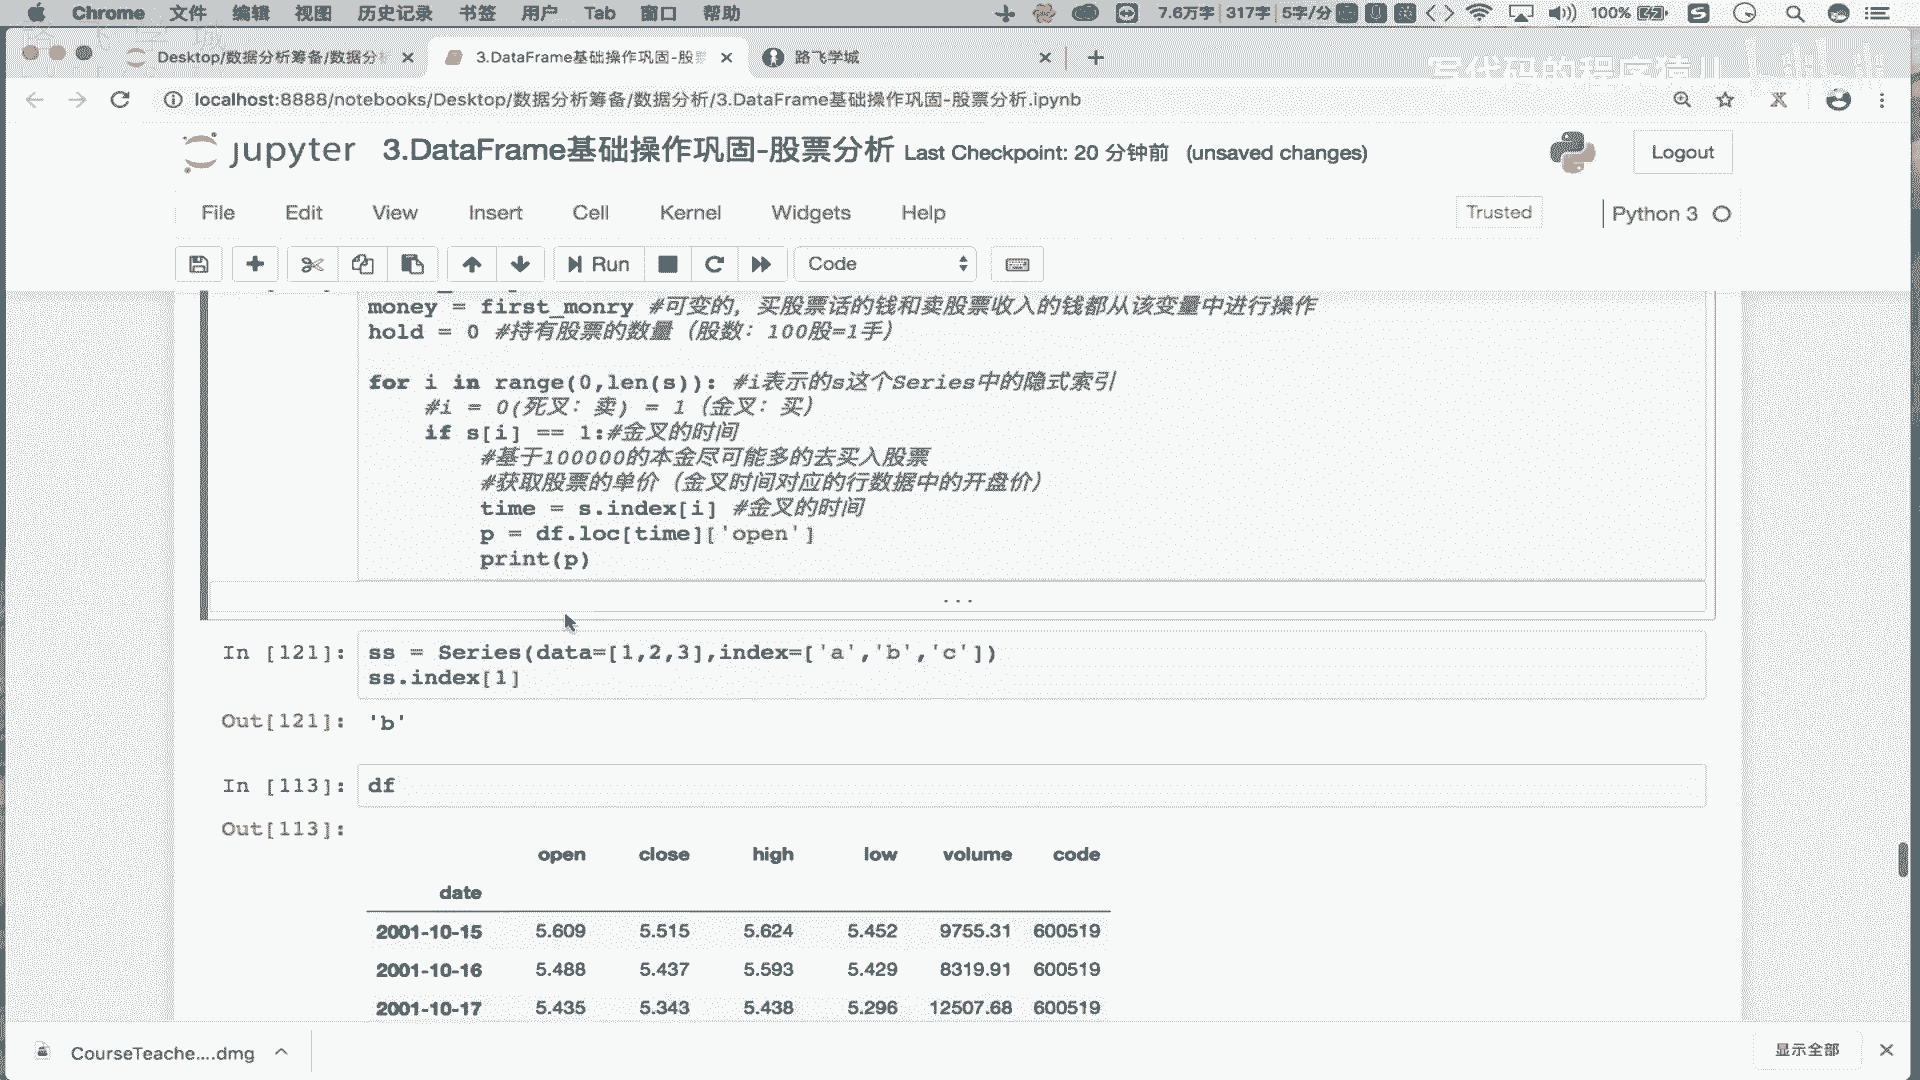 Chrome 文件 编辑 视图 历史记录 书签 用户 Tab 窗口 帮助 7.6万字 317字 5字/分 100%
Desktop/数据分析筹备/数据分析
3.DataFrame基础操作巩固-股票
路飞学城
写代码的程序猿儿
localhost:8888/notebooks/Desktop/数据分析筹备/数据分析/3.DataFrame基础操作巩固-股票分析.ipynb
jupyter 3.DataFrame基础操作巩固-股票分析 Last Checkpoint: 20 分钟前 (unsaved changes)
Logout
File Edit View Insert Cell Kernel Widgets Help
Trusted
Python 3
Run
Code
money = first_monry #可变的，买股票话的钱和卖股票收入的钱都从该变量中进行操作
hold = 0 #持有股票的数量（股数：100股=1手）
for i in range(0,len(s)): #i表示的s这个Series中的隐式索引
#i = 0(死叉：卖) = 1（金叉：买）
if s[i] == 1:#金叉的时间
#基于100000的本金尽可能多的去买入股票
#获取股票的单价（金叉时间对应的行数据中的开盘价）
time = s.index[i] #金叉的时间
p = df.loc[time]['open']
print(p)
...
In [121]: ss = Series(data=[1,2,3],index=['a','b','c'])
ss.index[1]
Out[121]: 'b'
In [113]: df
Out[113]:
open close high low volume code
date
2001-10-15 5.609 5.515 5.624 5.452 9755.31 600519
2001-10-16 5.488 5.437 5.593 5.429 8319.91 600519
2001-10-17 5.435 5.343 5.438 5.296 12507.68 600519
CourseTeache....dmg
显示全部